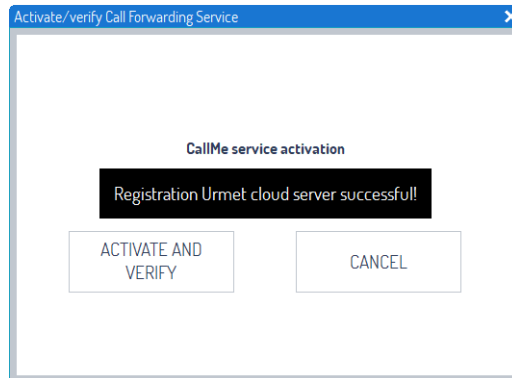 Activate/verify Call Forwarding Service
CallMe service activation
Registration Urmet cloud server successful!
ACTIVATE AND
VERIFY
CANCEL